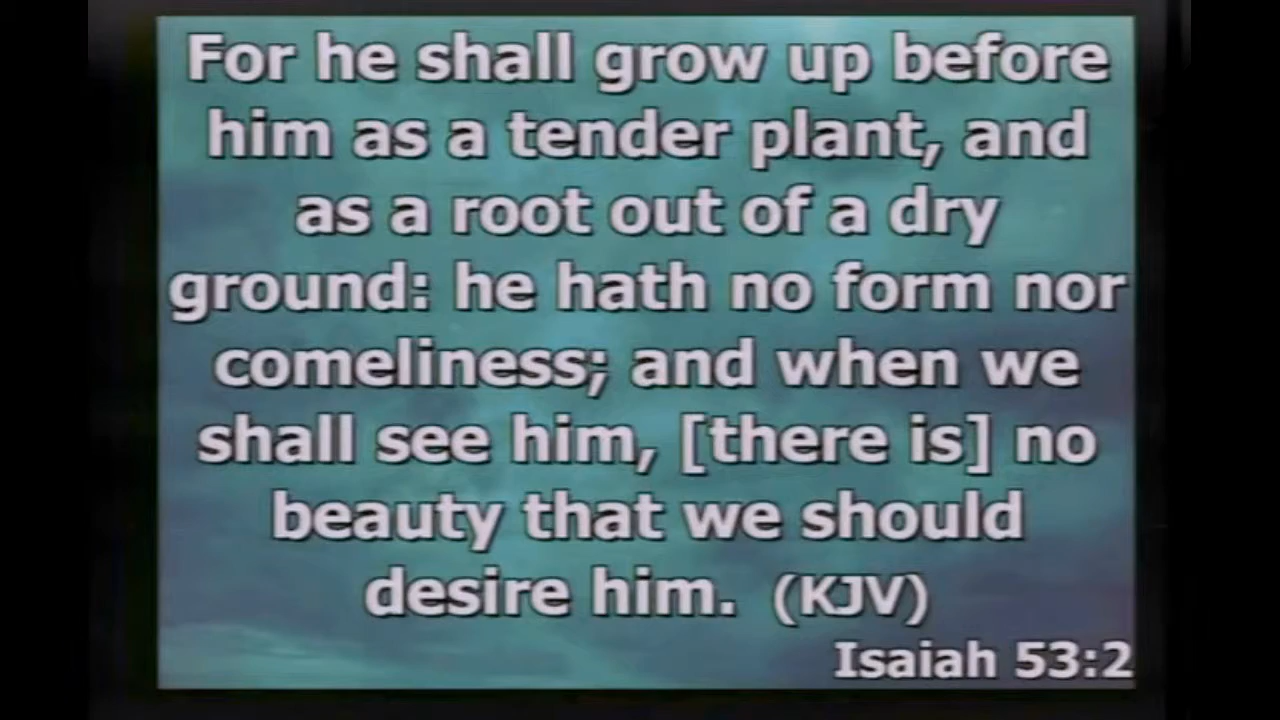 For he shall grow up before
him as a tender plant, and
as a root out of a dry
ground: he hath no form nor
comeliness; and when we
shall see him, [there is] no
beauty that we should
desire him. (KJV)
Isaiah 53:2